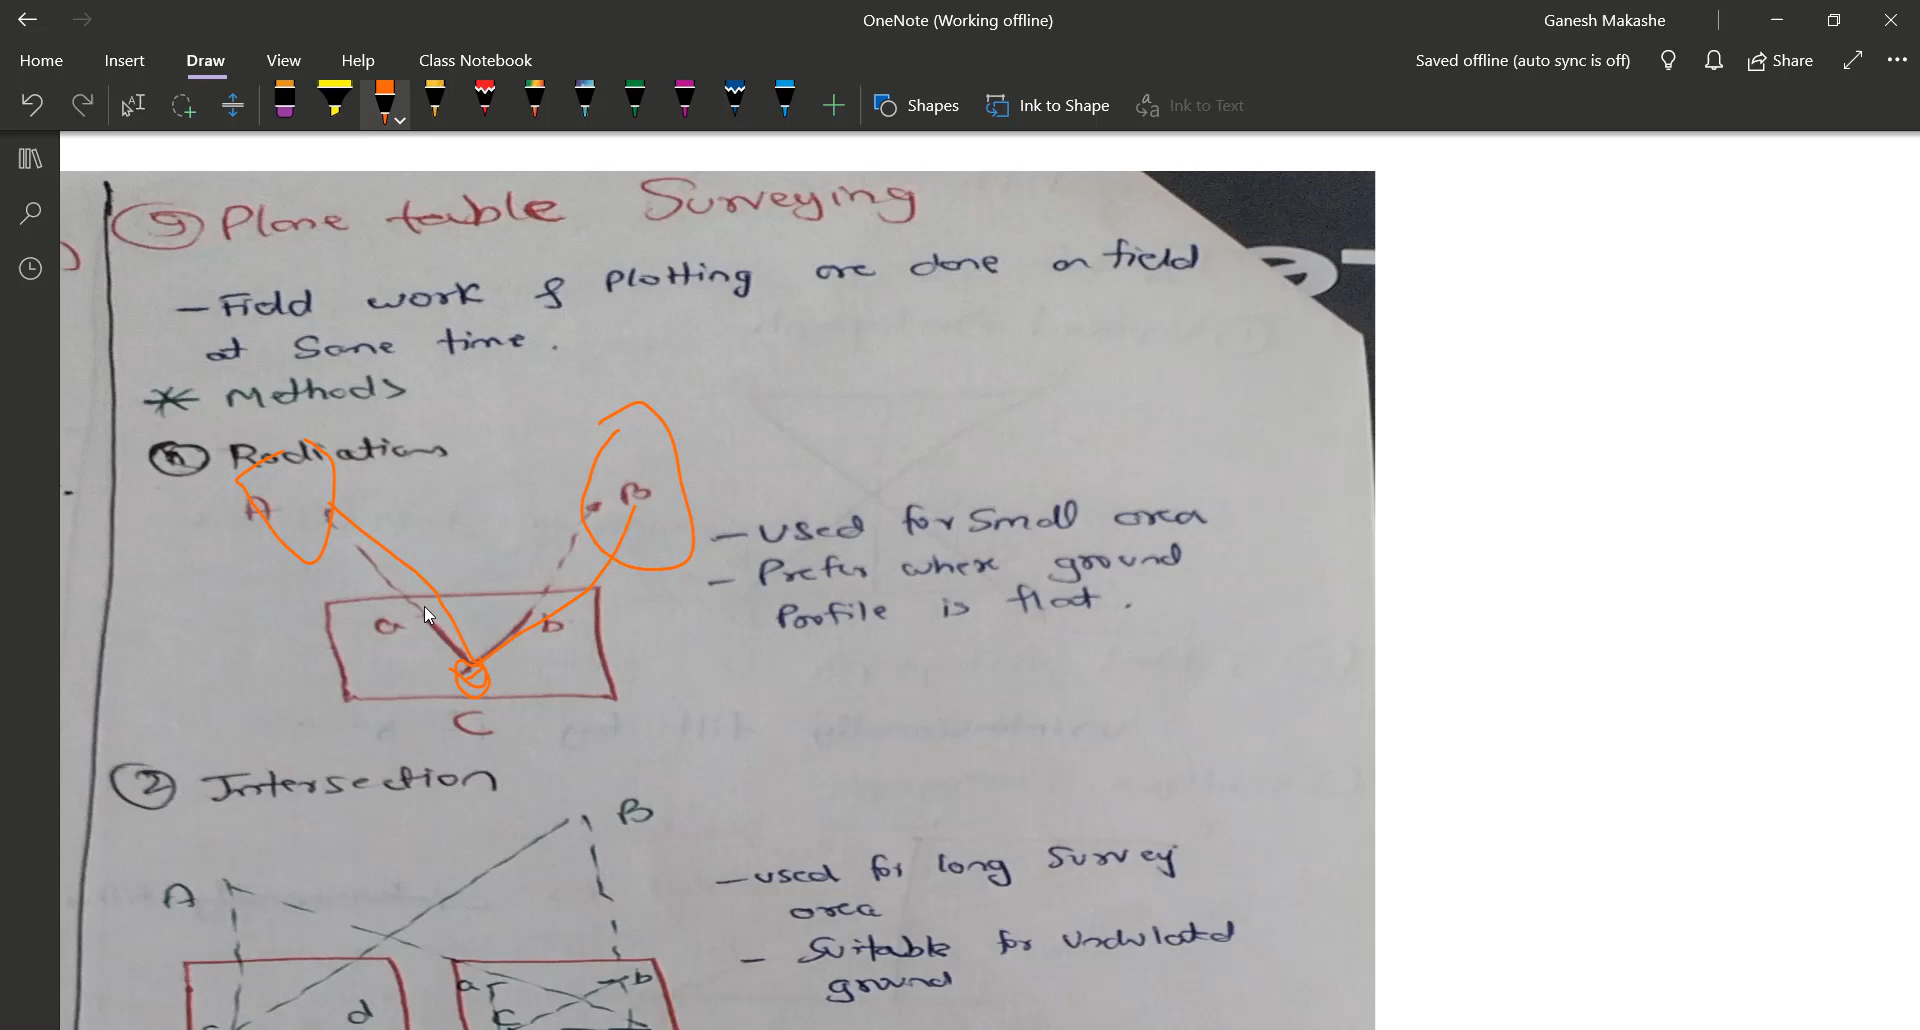 OneNote (Working offline)
Ganesh Makashe
Home Insert Draw View Help Class Notebook
Saved offline (auto sync is off)
Share
Shapes
Ink to Shape
Ink to Text
9 Plane table Surveying
- Field work & Plotting are done on field
at Same time.
* Methods
Radiations
A
B
- Used for Small area
- Prefer where ground
Profile is flat.
a
b
C
2 Intersection
B
A
- used for long Survey
area
- Suitable for Undulated
ground
a
b
d
C